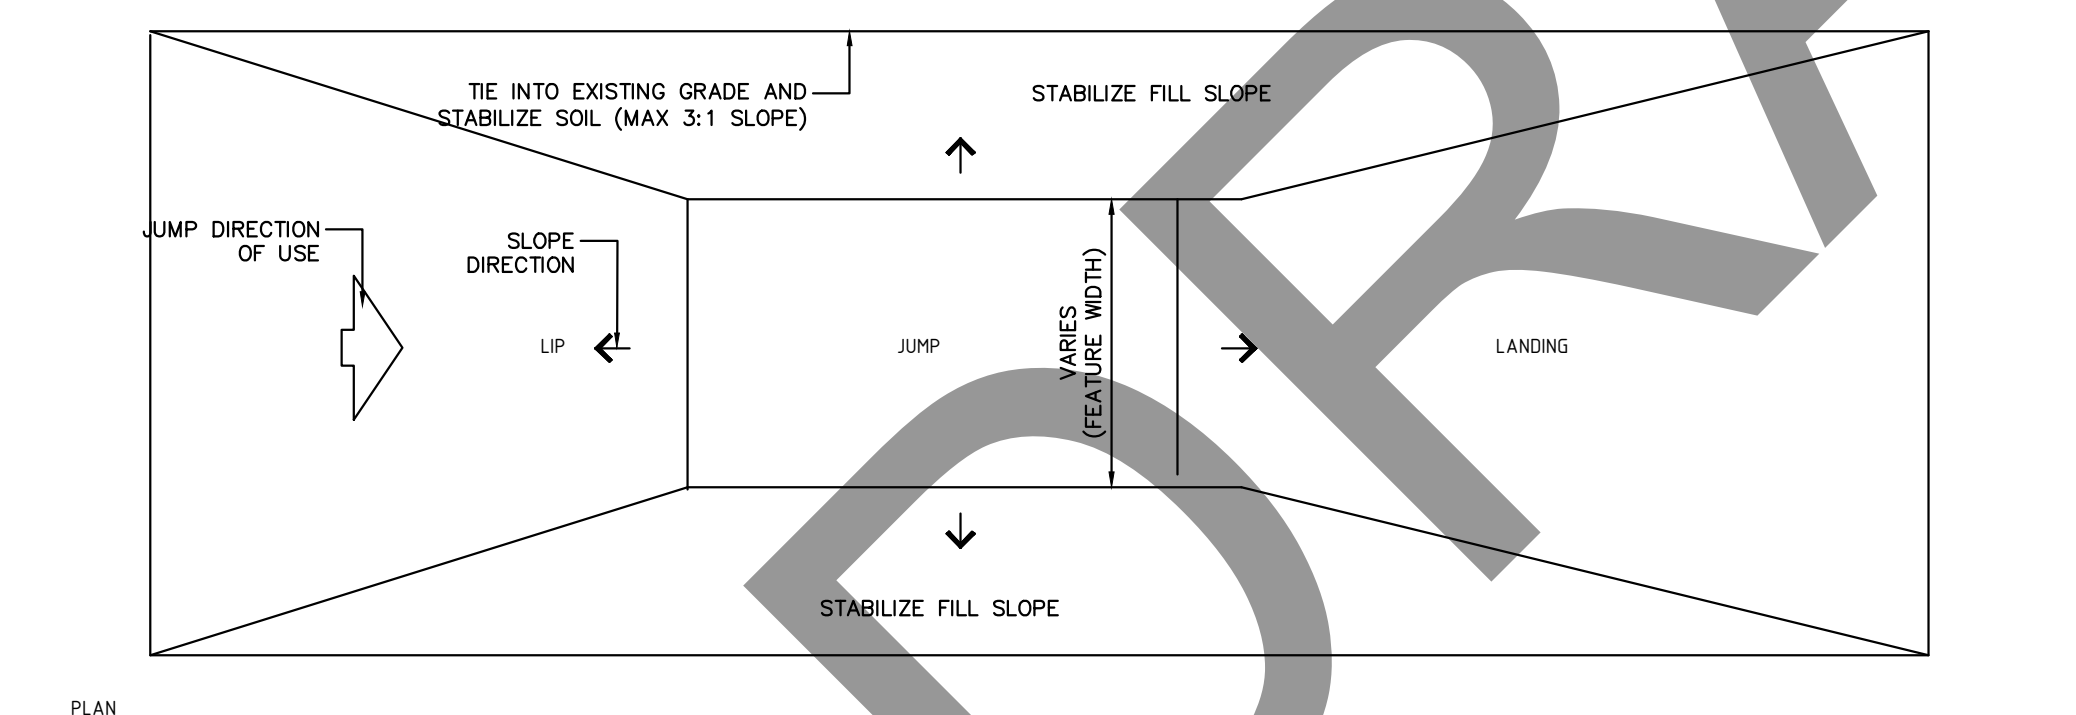 TIE INTO EXISTING GRADE AND
STABILIZE SOIL (MAX 3:1 SLOPE)
STABILIZE FILL SLOPE
JUMP DIRECTION
OF USE
SLOPE
DIRECTION
LIP
JUMP
VARIES
(FEATURE WIDTH)
LANDING
STABILIZE FILL SLOPE
PLAN